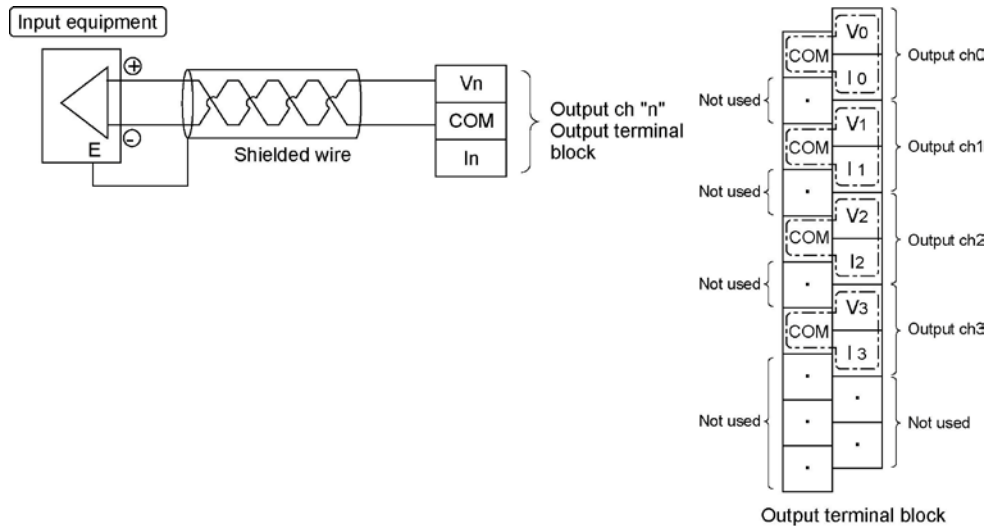 Input equipment
⊕
⊖
E
Shielded wire
Vn
COM
In
Output ch "n"
Output terminal
block
V0
COM
I0
Output ch0
Not used
V1
COM
I1
Output ch1
Not used
V2
COM
I2
Output ch2
Not used
V3
COM
I3
Output ch3
Not used
Not used
Output terminal block